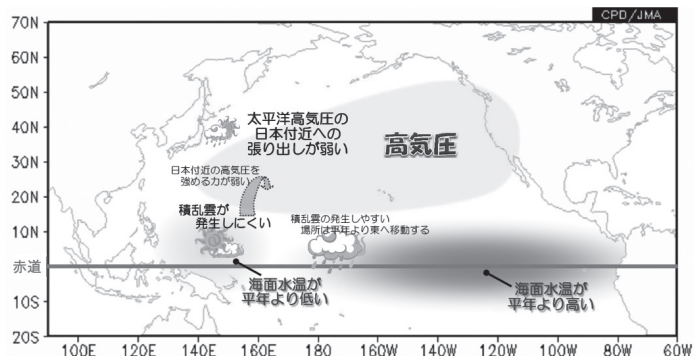 CPD/JMA
70N
60N
50N
40N
30N
20N
10N
赤道
10S
20S
太平洋高気圧の
日本付近への
張り出しが弱い
高気圧
日本付近の高気圧を
強める力が弱い
積乱雲が
発生しにくい
積乱雲の発生しやすい
場所は平年より東へ移動する
海面水温が
平年より低い
海面水温が
平年より高い
100E 120E 140E 160E 180 160W 140W 120W 100W 80W 60W